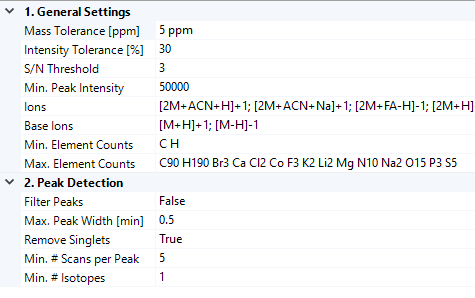 1. General Settings
Mass Tolerance [ppm] 5 ppm
Intensity Tolerance [%] 30
S/N Threshold 3
Min. Peak Intensity 50000
Ions [2M+ACN+H]+1; [2M+ACN+Na]+1; [2M+FA-H]-1; [2M+H]
Base Ions [M+H]+1; [M-H]-1
Min. Element Counts C H
Max. Element Counts C90 H190 Br3 Ca Cl2 Co F3 K2 Li2 Mg N10 Na2 O15 P3 S5
2. Peak Detection
Filter Peaks False
Max. Peak Width [min] 0.5
Remove Singlets True
Min. # Scans per Peak 5
Min. # Isotopes 1